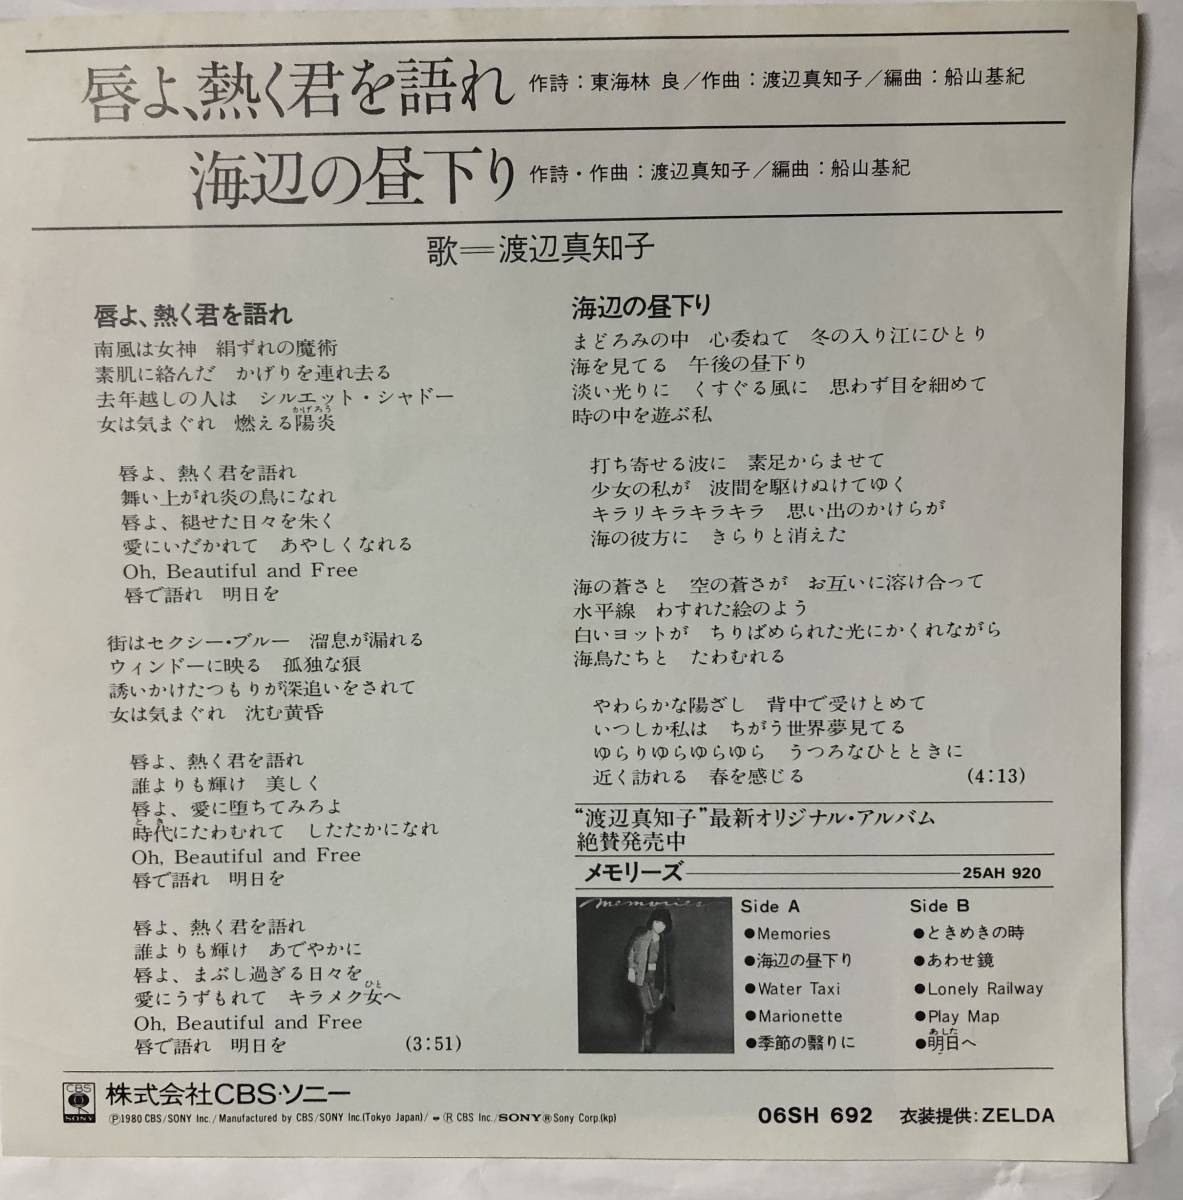 唇よ、熱く君を語れ 作詩：東海林 良／作曲：渡辺真知子／編曲：船山基紀
海辺の昼下り 作詩・作曲：渡辺真知子／編曲：船山基紀
歌＝渡辺真知子
唇よ、熱く君を語れ
南風は女神　絹ずれの魔術
素肌に絡んだ　かげりを連れ去る
去年越しの人は　シルエット・シャドー
女は気まぐれ　燃える陽炎
かげろう
唇よ、熱く君を語れ
舞い上がれ炎の鳥になれ
唇よ、褪せた日々を朱く
愛にいだかれて　あやしくなれる
Oh, Beautiful and Free
唇で語れ　明日を
街はセクシー・ブルー　溜息が漏れる
ウィンドーに映る　孤独な狼
誘いかけたつもりが深追いをされて
女は気まぐれ　沈む黄昏
唇よ、熱く君を語れ
誰よりも輝け　美しく
唇よ、愛に堕ちてみろよ
時代にたわむれて　したたかになれ
とき
Oh, Beautiful and Free
唇で語れ　明日を
唇よ、熱く君を語れ
誰よりも輝け　あでやかに
唇よ、まぶし過ぎる日々を
愛にうずもれて　キラメク女へ
ひと
Oh, Beautiful and Free
唇で語れ　明日を　(3:51)
海辺の昼下り
まどろみの中　心委ねて　冬の入り江にひとり
海を見てる　午後の昼下り
淡い光りに　くすぐる風に　思わず目を細めて
時の中を遊ぶ私
打ち寄せる波に　素足からませて
少女の私が　波間を駆けぬけてゆく
キラリキラキラキラ　思い出のかけらが
海の彼方に　きらりと消えた
海の蒼さと　空の蒼さが　お互いに溶け合って
水平線　わすれた絵のよう
白いヨットが　ちりばめられた光にかくれながら
海鳥たちと　たわむれる
やわらかな陽ざし　背中で受けとめて
いつしか私は　ちがう世界夢見てる
ゆらりゆらゆらゆら　うつろなひとときに
近く訪れる　春を感じる　(4:13)
“渡辺真知子”最新オリジナル・アルバム
絶賛発売中
メモリーズ 25AH 920
memories
Side A
●Memories
●海辺の昼下り
●Water Taxi
●Marionette
●季節の翳りに
Side B
●ときめきの時
●あわせ鏡
●Lonely Railway
●Play Map
●明日へ
あした
CBS SONY 株式会社CBS・ソニー
Ⓟ1980 CBS/SONY Inc./Manufactured by CBS/SONY Inc.(Tokyo Japan)/ Ⓡ CBS Inc./SONY® Sony Corp.(kp)
06SH 692 衣装提供：ZELDA